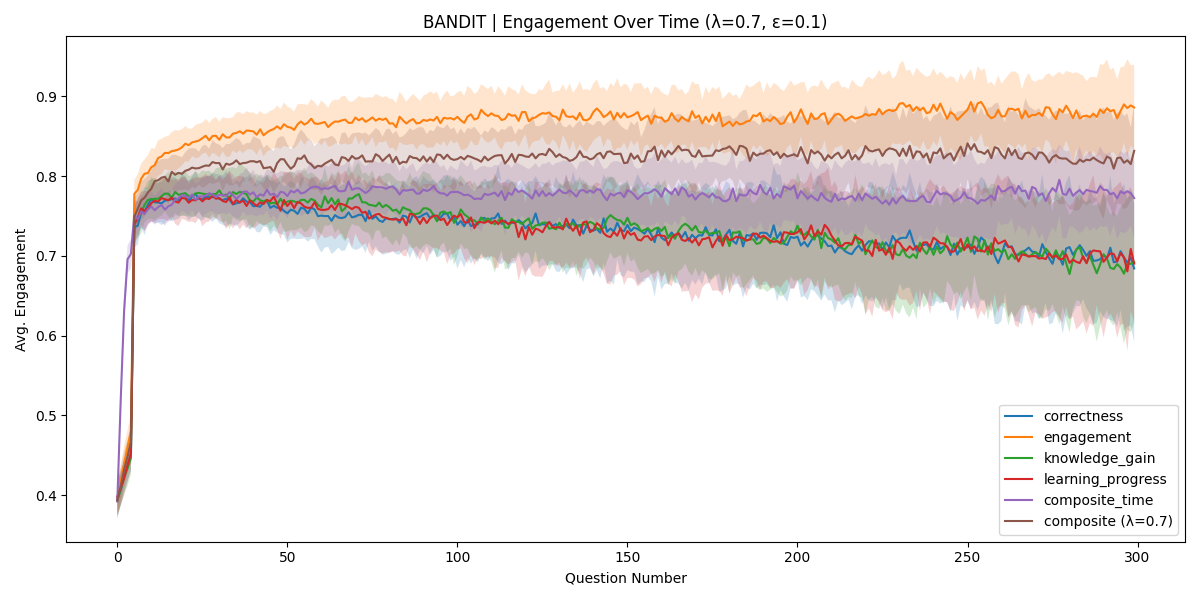 BANDIT | Engagement Over Time (λ=0.7, ε=0.1)
Avg. Engagement
0.9
0.8
0.7
0.6
0.5
0.4
0
50
100
150
200
250
300
Question Number
correctness
engagement
knowledge_gain
learning_progress
composite_time
composite (λ=0.7)